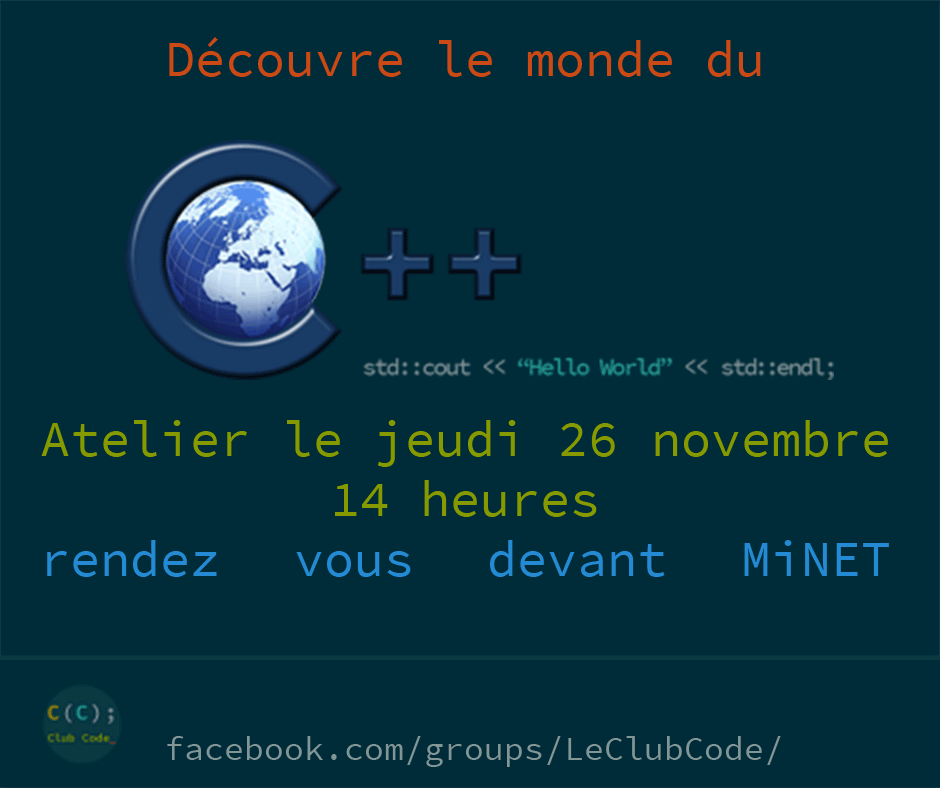 Découvre le monde du
C++
std::cout << “Hello World” << std::endl;
Atelier le jeudi 26 novembre
14 heures
rendez vous devant MiNET
C(C);
Club Code_
facebook.com/groups/LeClubCode/